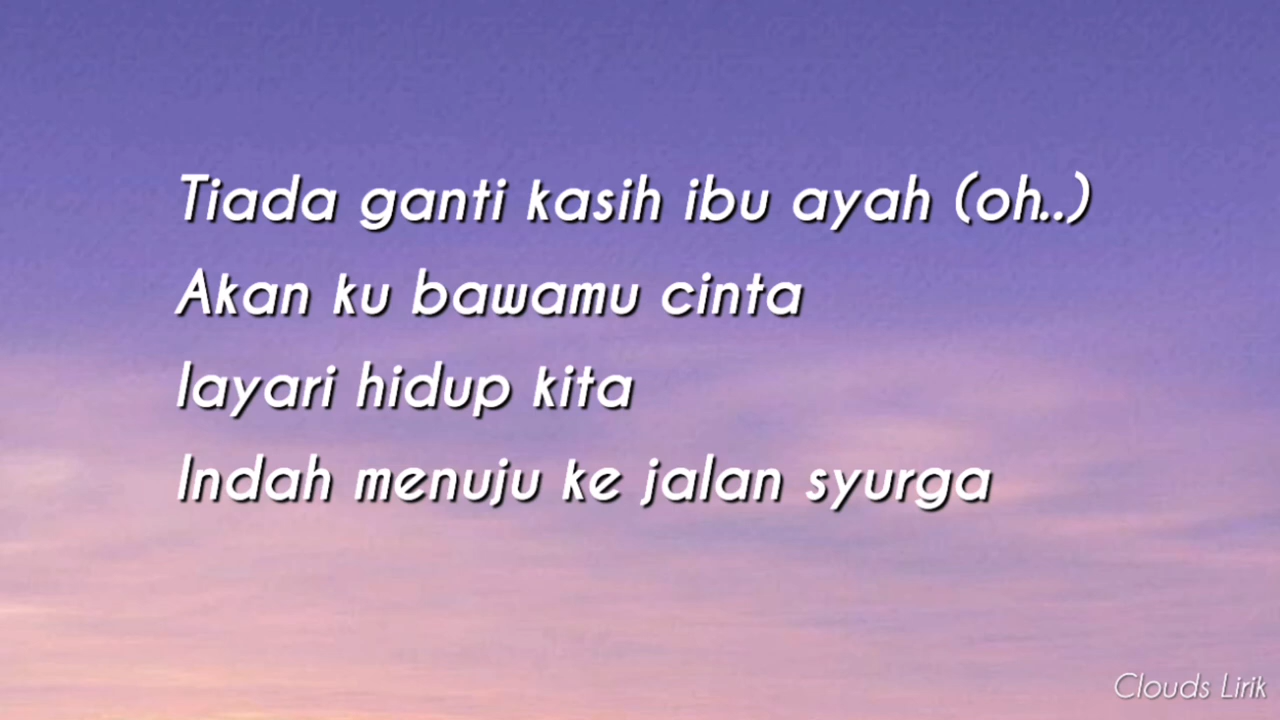 Tiada ganti kasih ibu ayah (oh..)
Akan ku bawamu cinta
layari hidup kita
Indah menuju ke jalan syurga
Clouds Lirik